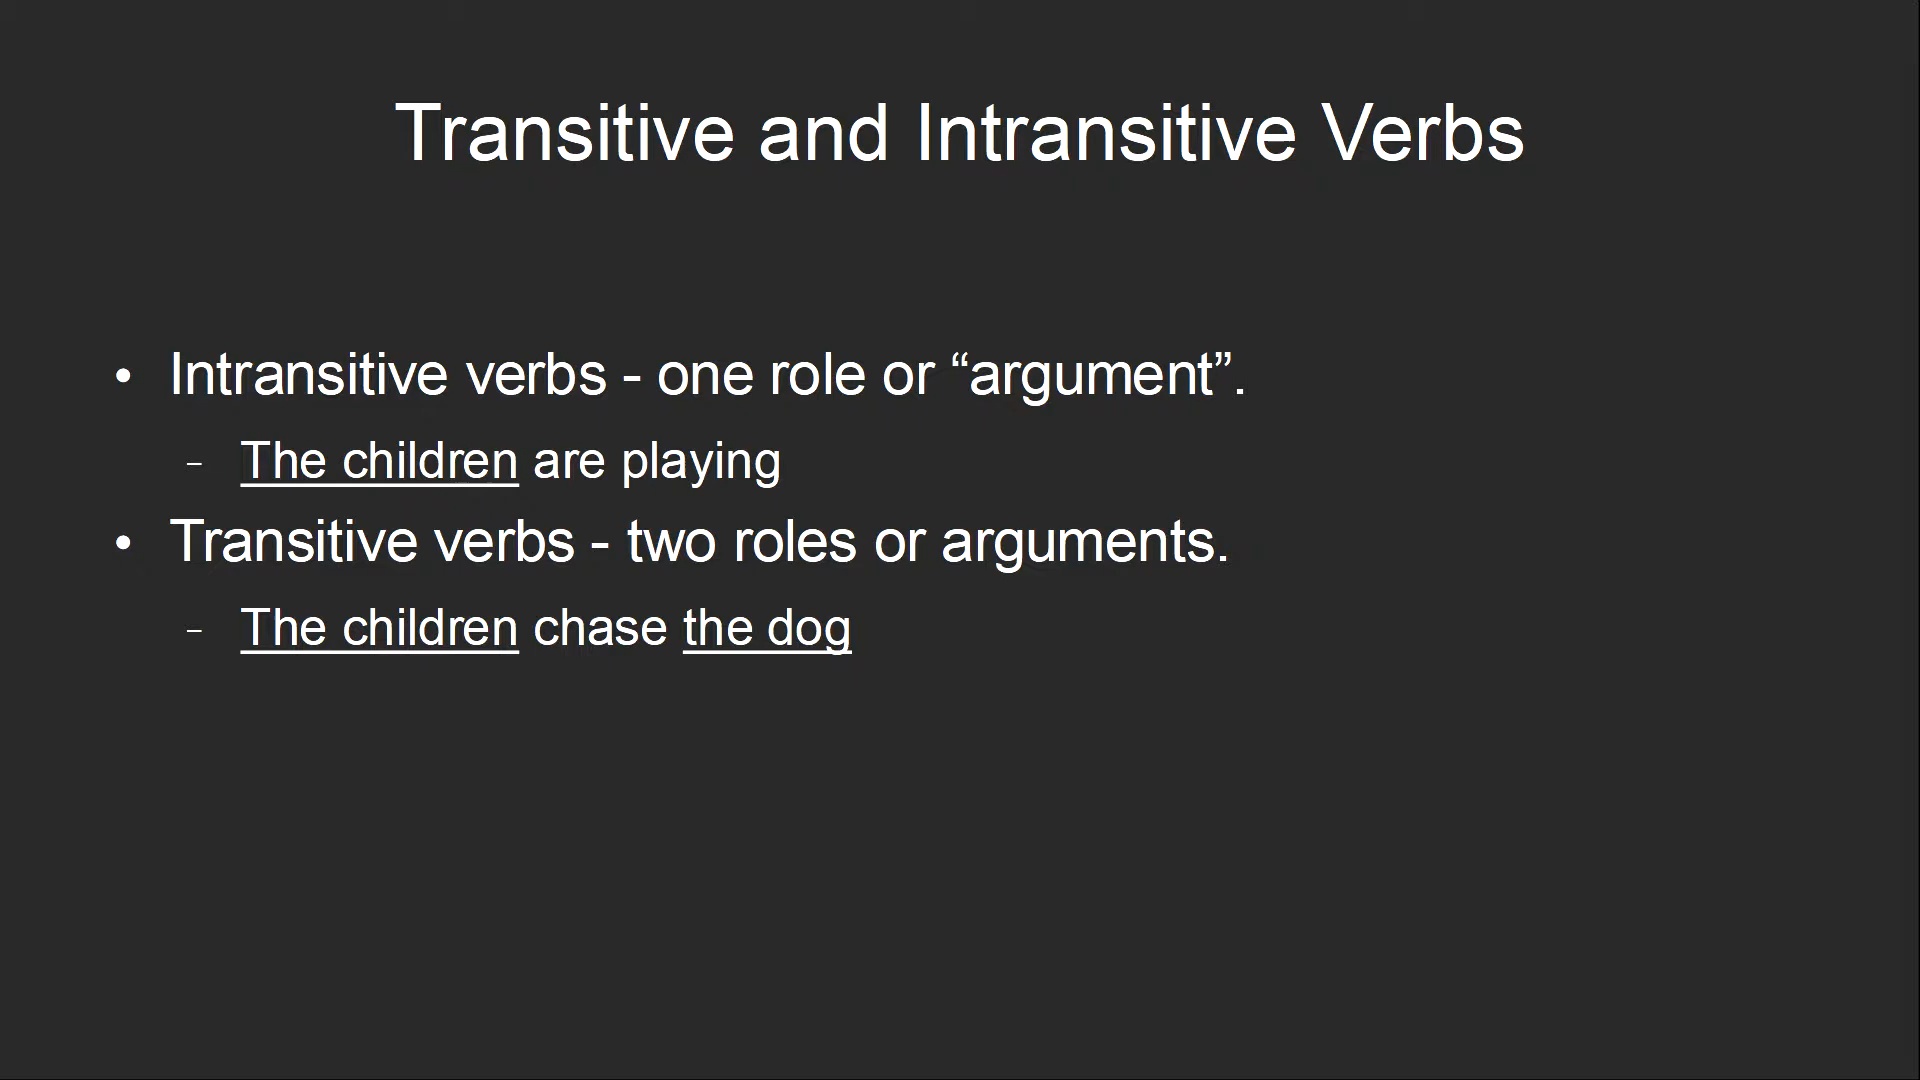 Transitive and Intransitive Verbs
• Intransitive verbs - one role or “argument”.
– The children are playing
• Transitive verbs - two roles or arguments.
– The children chase the dog